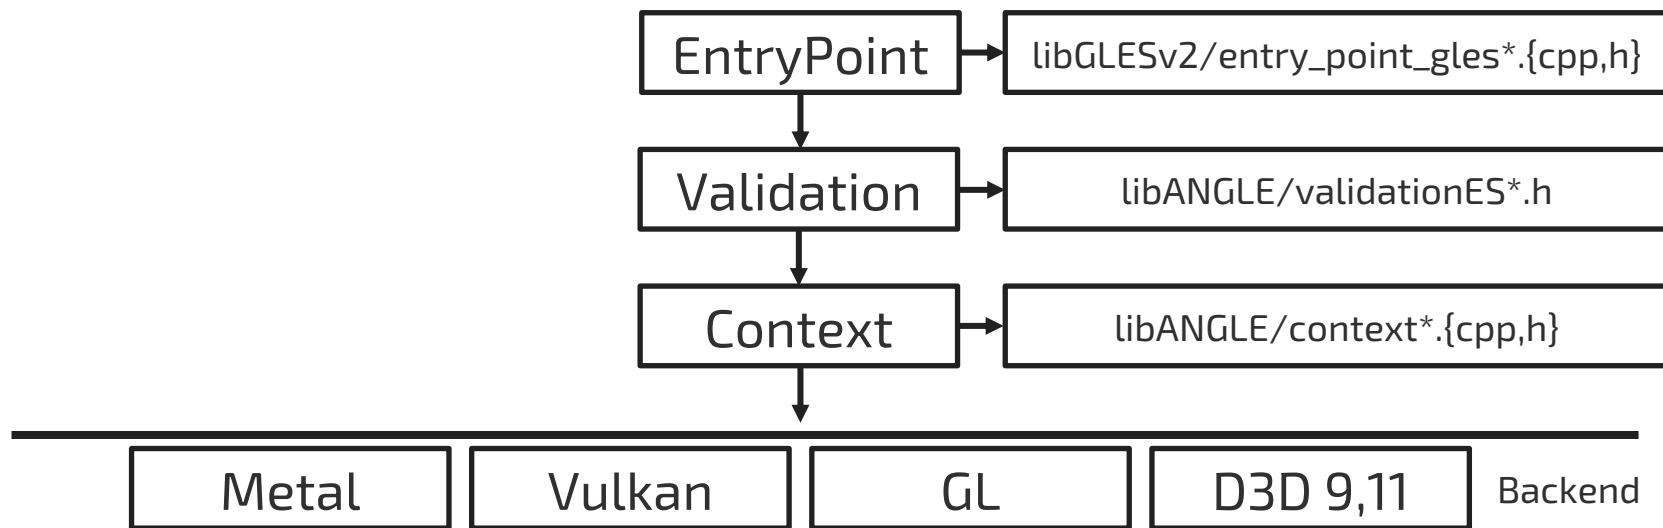 EntryPoint
libGLESv2/entry_point_gles*.{cpp,h}
Validation
libANGLE/validationES*.h
Context
libANGLE/context*.{cpp,h}
Metal
Vulkan
GL
D3D 9,11
Backend